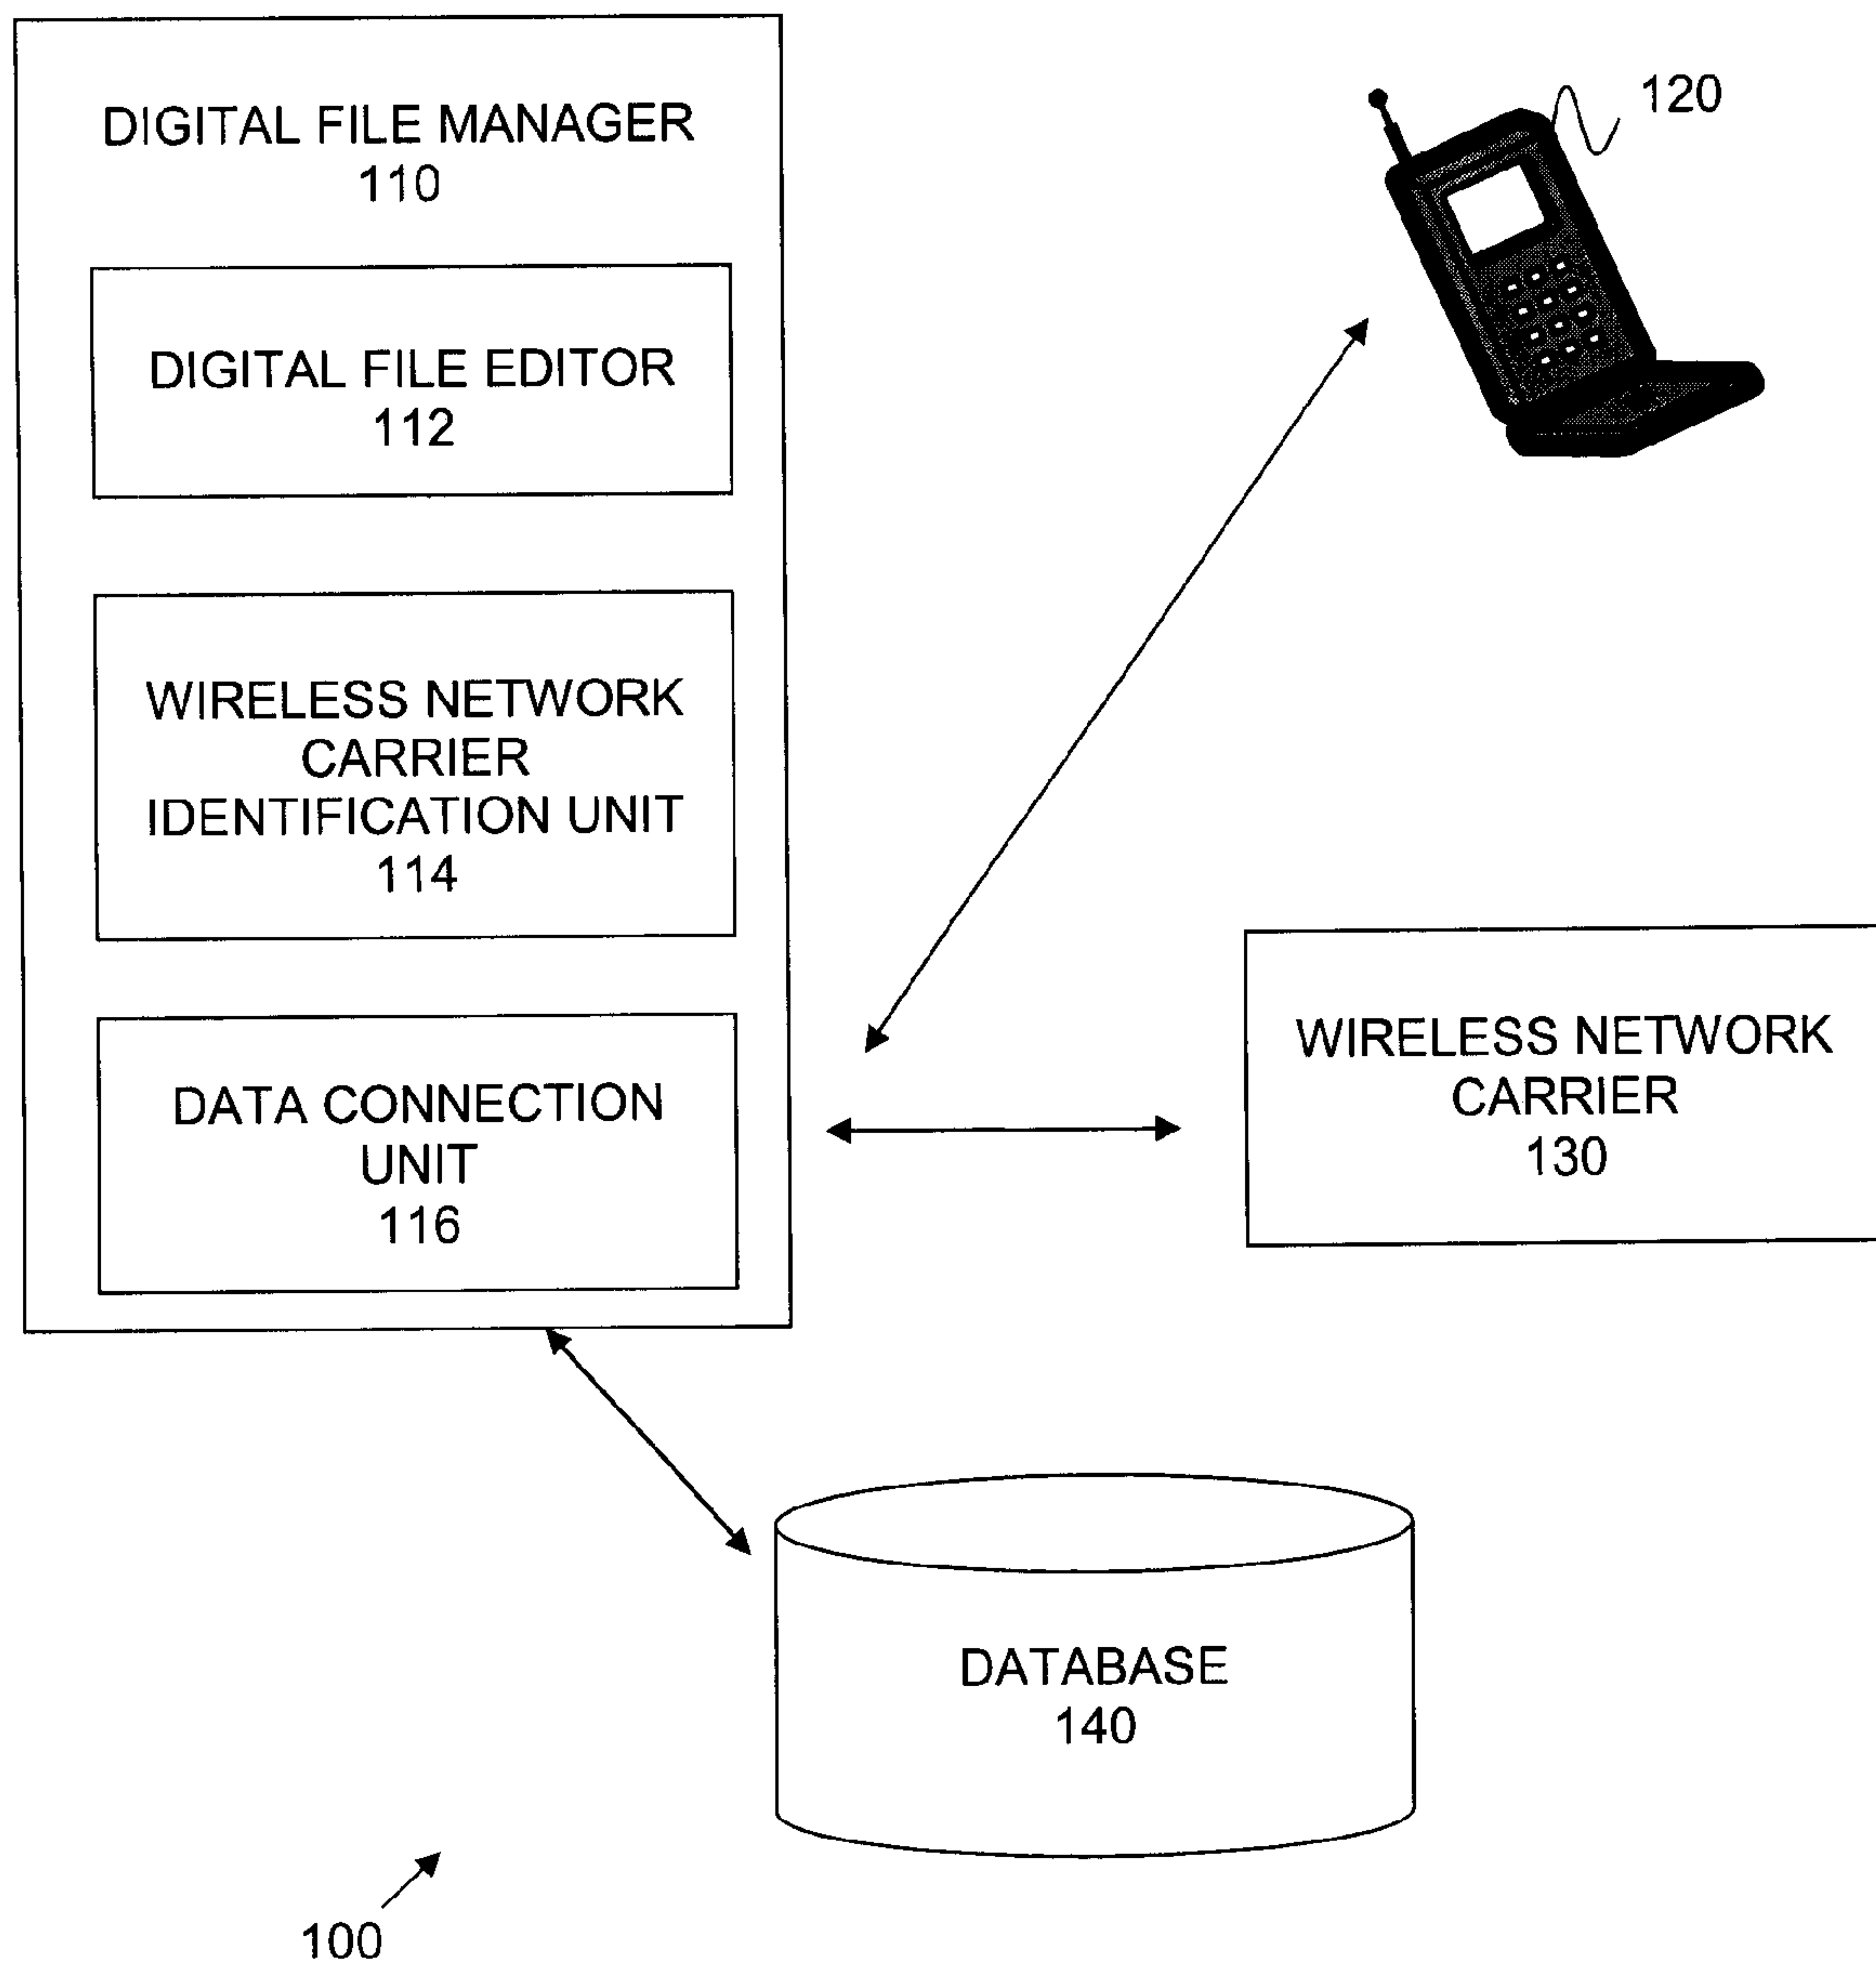 DIGITAL FILE MANAGER
110
DIGITAL FILE EDITOR
112
WIRELESS NETWORK
CARRIER
IDENTIFICATION UNIT
114
DATA CONNECTION
UNIT
116
120
WIRELESS NETWORK
CARRIER
130
DATABASE
140
100